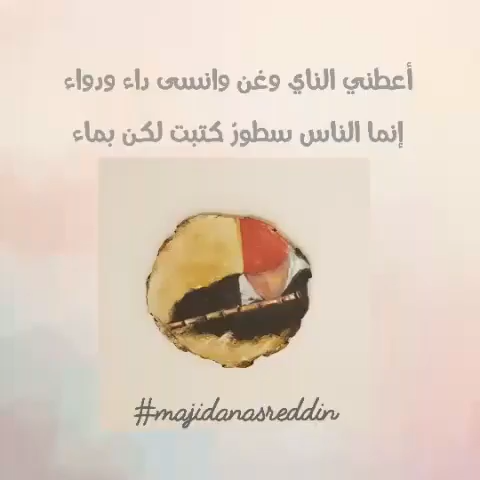 أعطني الناي وغن وانسى داء ودواء
إنما الناس سطورٌ كتبت لكن بماء
#majidanasreddin